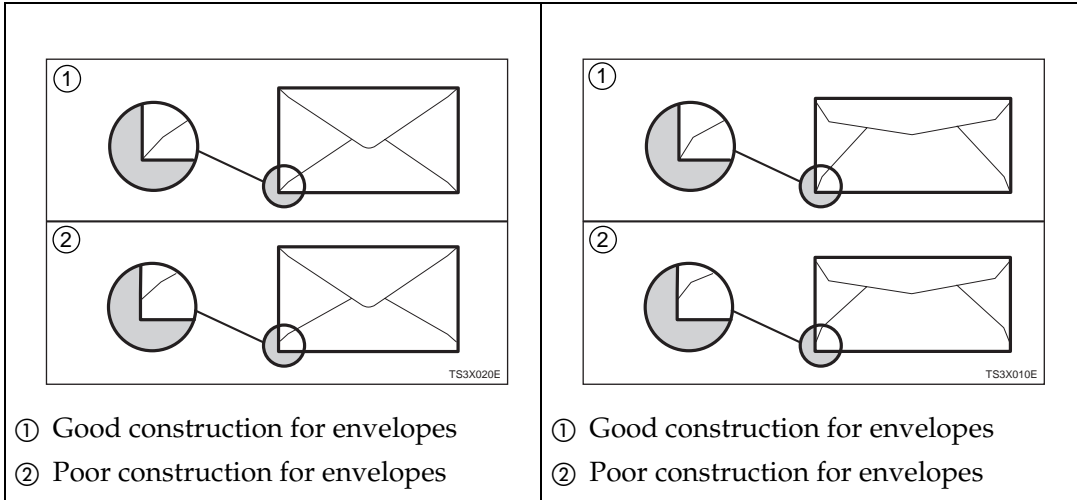 ①
②
TS3X020E
① Good construction for envelopes
② Poor construction for envelopes
①
②
TS3X010E
① Good construction for envelopes
② Poor construction for envelopes